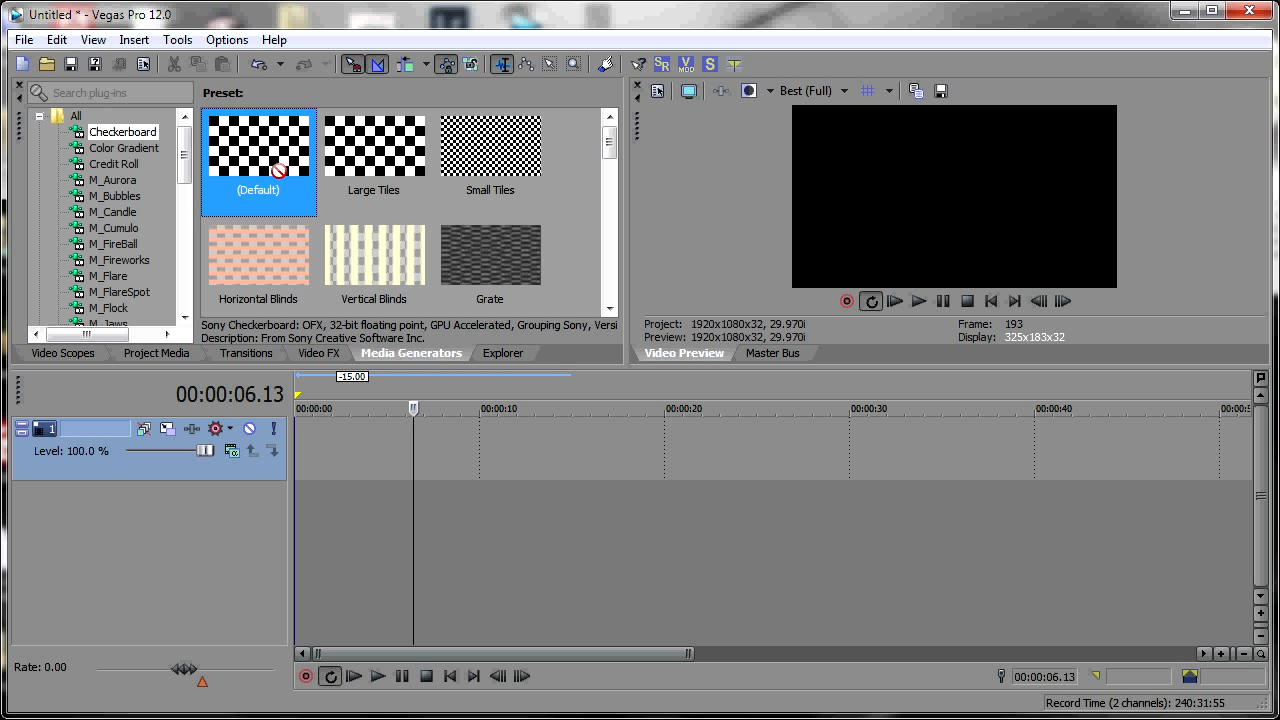 Untitled * - Vegas Pro 12.0
File Edit View Insert Tools Options Help
Search plug-ins
All
Checkerboard
Color Gradient
Credit Roll
M_Aurora
M_Bubbles
M_Candle
M_Cumulo
M_FireBall
M_Fireworks
M_Flare
M_FlareSpot
M_Flock
M_Jaws
Preset:
(Default) Large Tiles Small Tiles
Horizontal Blinds Vertical Blinds Grate
Sony Checkerboard: OFX, 32-bit floating point, GPU Accelerated, Grouping Sony, Versi
Description: From Sony Creative Software Inc.
Video Scopes Project Media Transitions Video FX Media Generators Explorer
SR V MOD S
Best (Full)
Project: 1920x1080x32, 29.970i Frame: 193
Preview: 1920x1080x32, 29.970i Display: 325x183x32
Video Preview Master Bus
00:00:06.13
-15.00
00:00:00 00:00:10 00:00:20 00:00:30 00:00:40 00:00:5
1
Level: 100.0 %
Rate: 0.00
00:00:06.13
Record Time (2 channels): 240:31:55